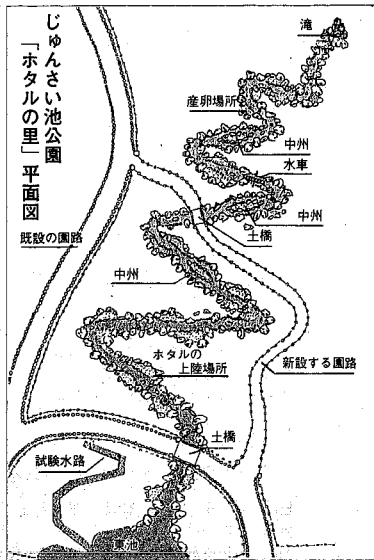 じゅんさい池公園
「ホタルの里」平面図
滝
産卵場所
中州
水車
中州
土橋
既設の園路
中州
ホタルの
上陸場所
新設する園路
土橋
試験水路
東池